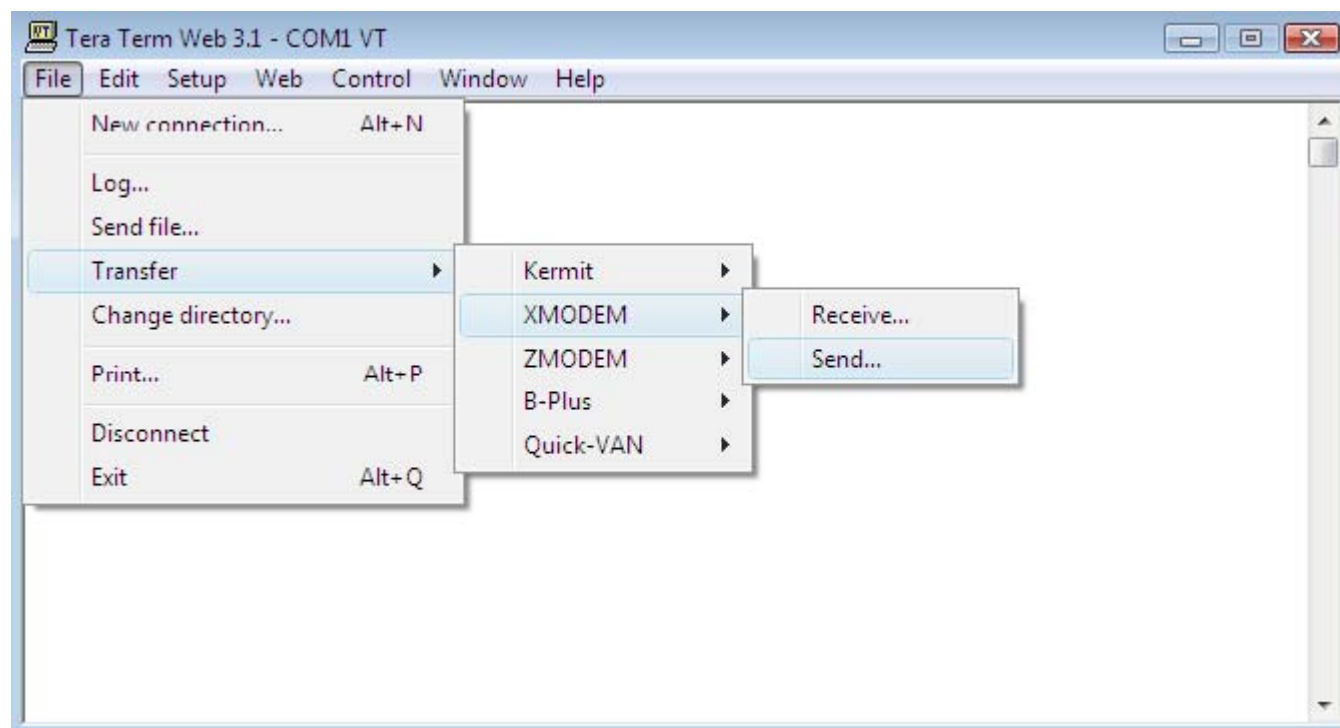 Tera Term Web 3.1 - COM1 VT
File Edit Setup Web Control Window Help
New connection... Alt+N
Log...
Send file...
Transfer
Change directory...
Print... Alt+P
Disconnect
Exit Alt+Q
Kermit
XMODEM
ZMODEM
B-Plus
Quick-VAN
Receive...
Send...